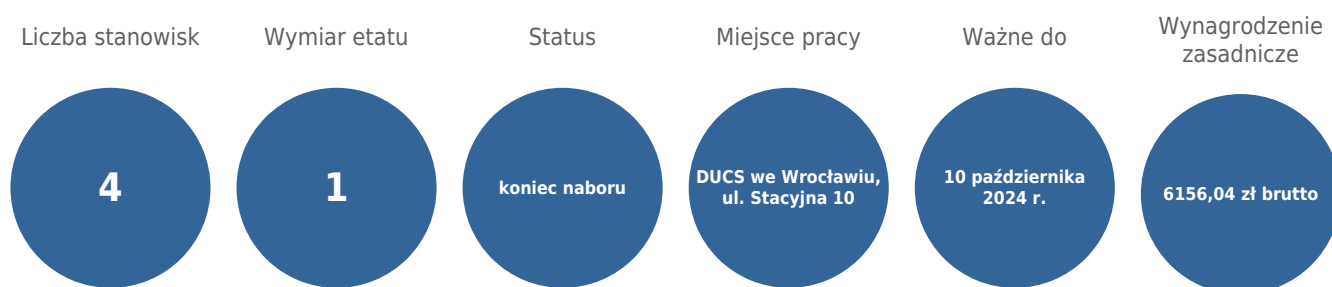 Liczba stanowisk
4
Wymiar etatu
1
Status
koniec naboru
Miejsce pracy
DUCS we Wrocławiu,
ul. Stacyjna 10
Ważne do
10 października
2024 r.
Wynagrodzenie
zasadnicze
6156,04 zł brutto